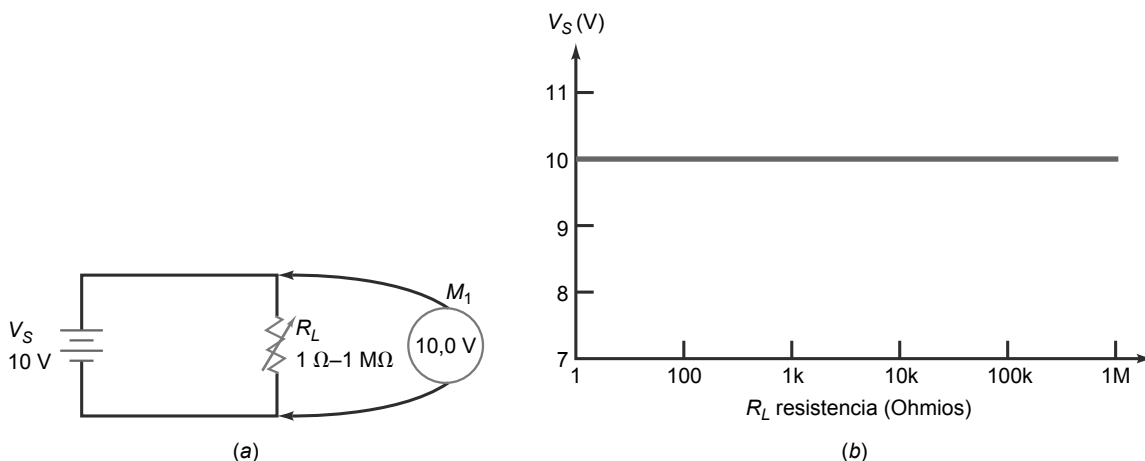 V_S
10 V
R_L
1 Ω–1 MΩ
M_1
10,0 V
(a)
V_S (V)
11
10
9
8
7
1 100 1k 10k 100k 1M
R_L resistencia (Ohmios)
(b)